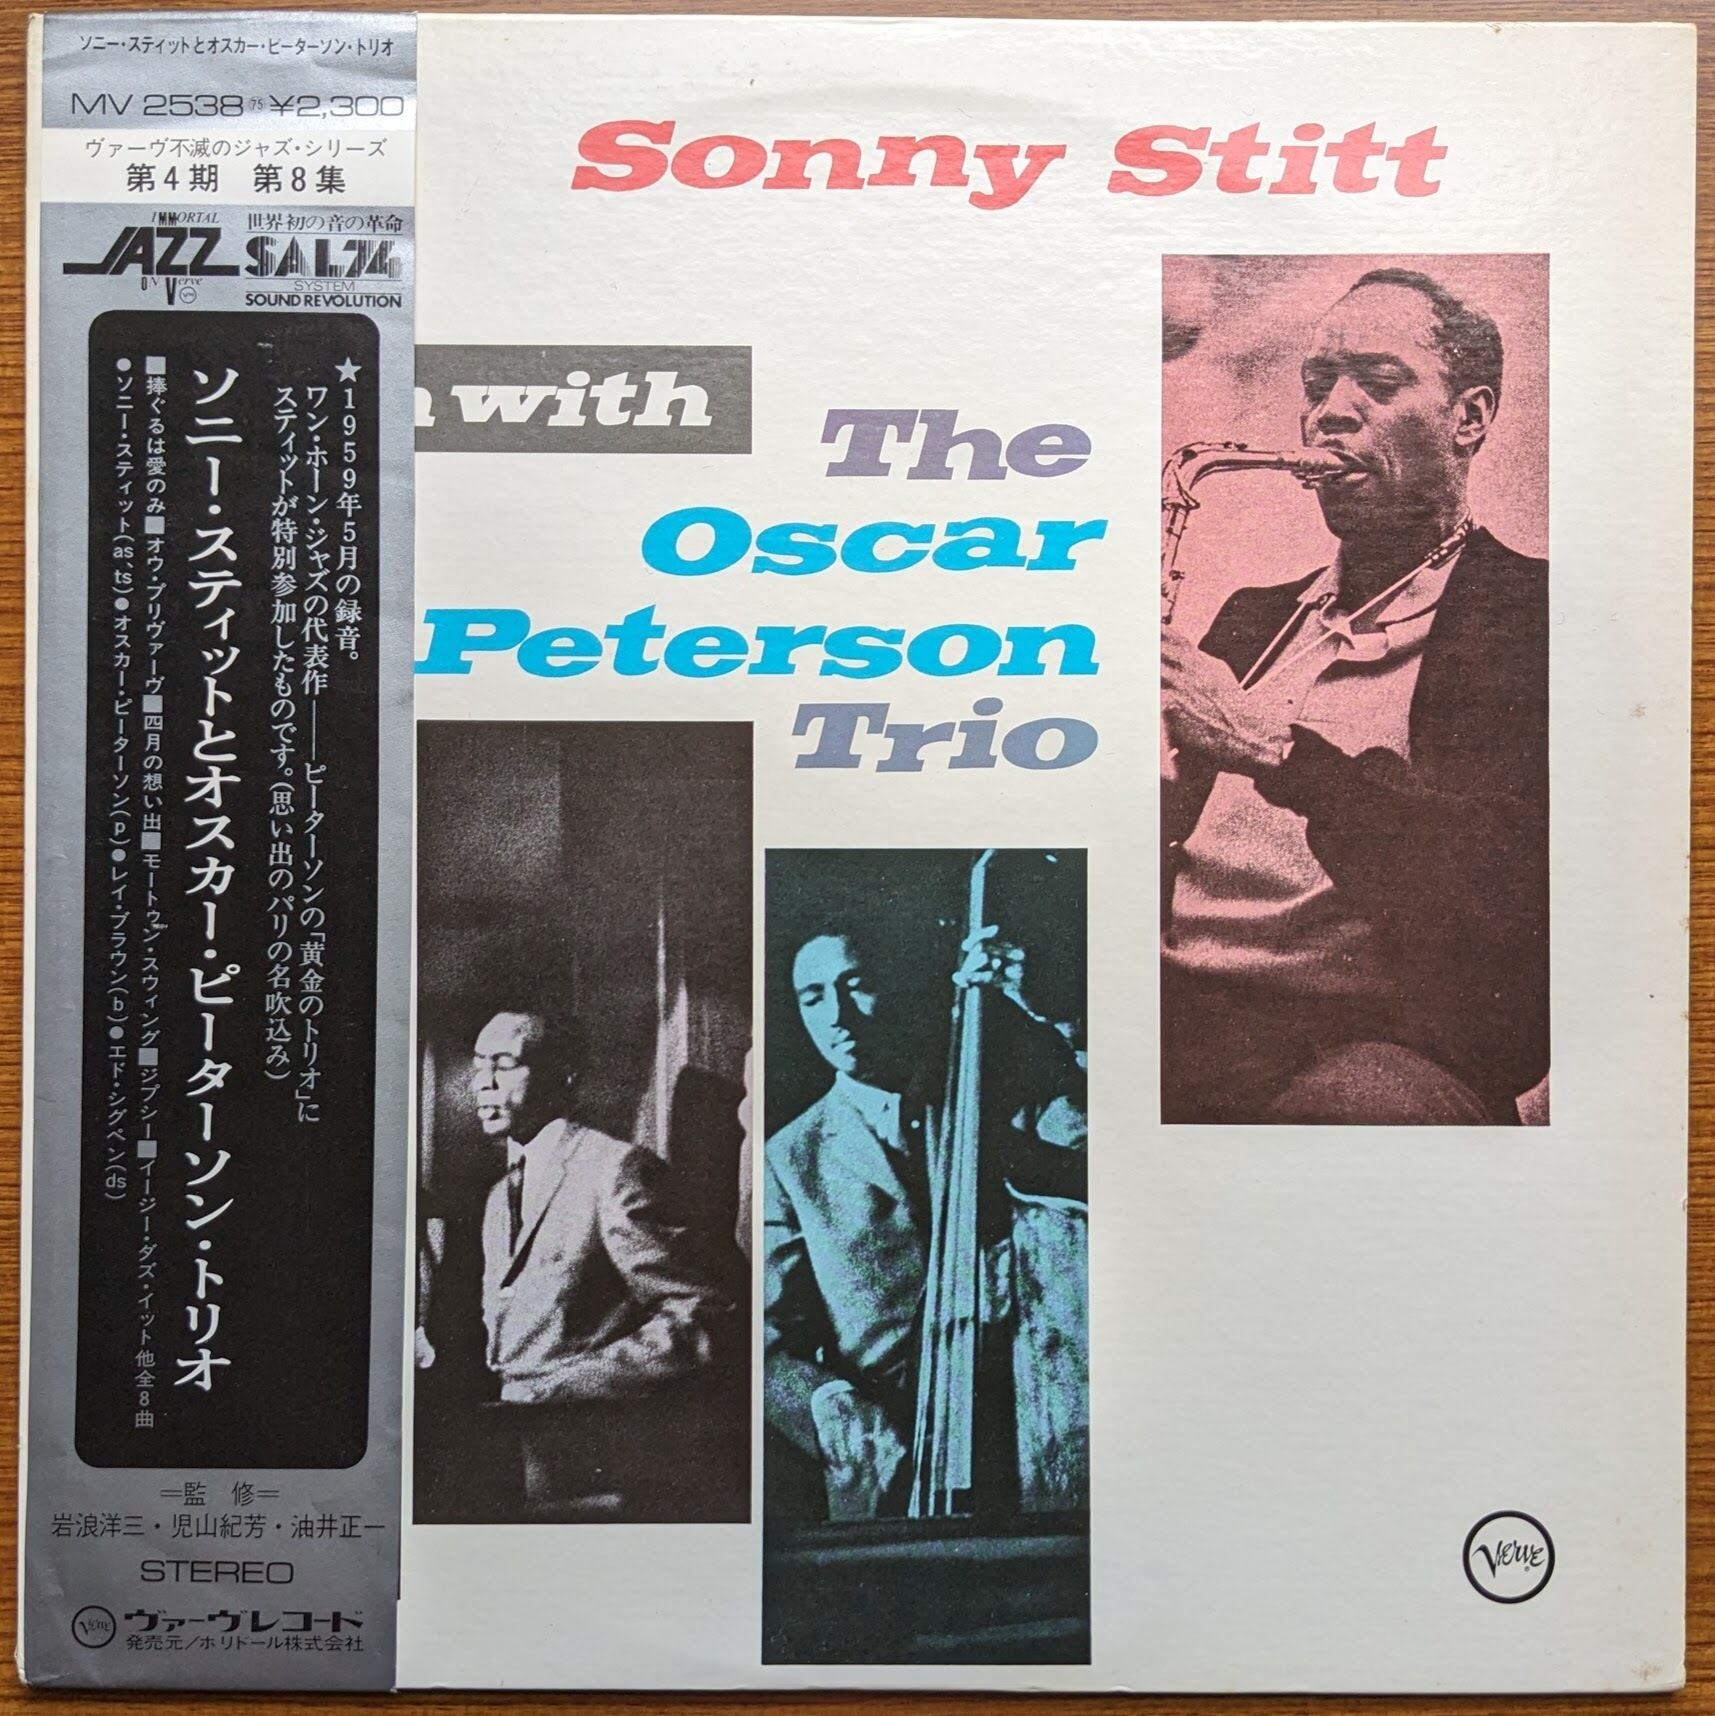 ソニー・スティットとオスカー・ピーターソン・トリオ
MV 2538 75 ¥2,300
ヴァーヴ不滅のジャズ・シリーズ
第4期 第8集
IMMORTAL
JAZZ
ON Verve
世界初の音の革命
SAL74
SYSTEM
SOUND REVOLUTION
★1959年5月の録音。
ワン・ホーン・ジャズの代表作──ピーターソンの「黄金のトリオ」に
スティットが特別参加したものです。(思い出のパリの名吹込み)
ソニー・スティットとオスカー・ピーターソン・トリオ
■捧ぐるは愛のみ■オウ・プリヴァーヴ■四月の想い出■モートゥン・スウィング■ジプシー■イージー・ダズ・イット他全8曲
●ソニー・スティット(as、ts)●オスカー・ピーターソン(p)●レイ・ブラウン(b)●エド・シグペン(ds)
=監 修=
岩浪洋三・児山紀芳・油井正一
STEREO
Verve ヴァーヴレコード
発売元/ポリドール株式会社
Sonny Stitt
with
The
Oscar
Peterson
Trio
Verve